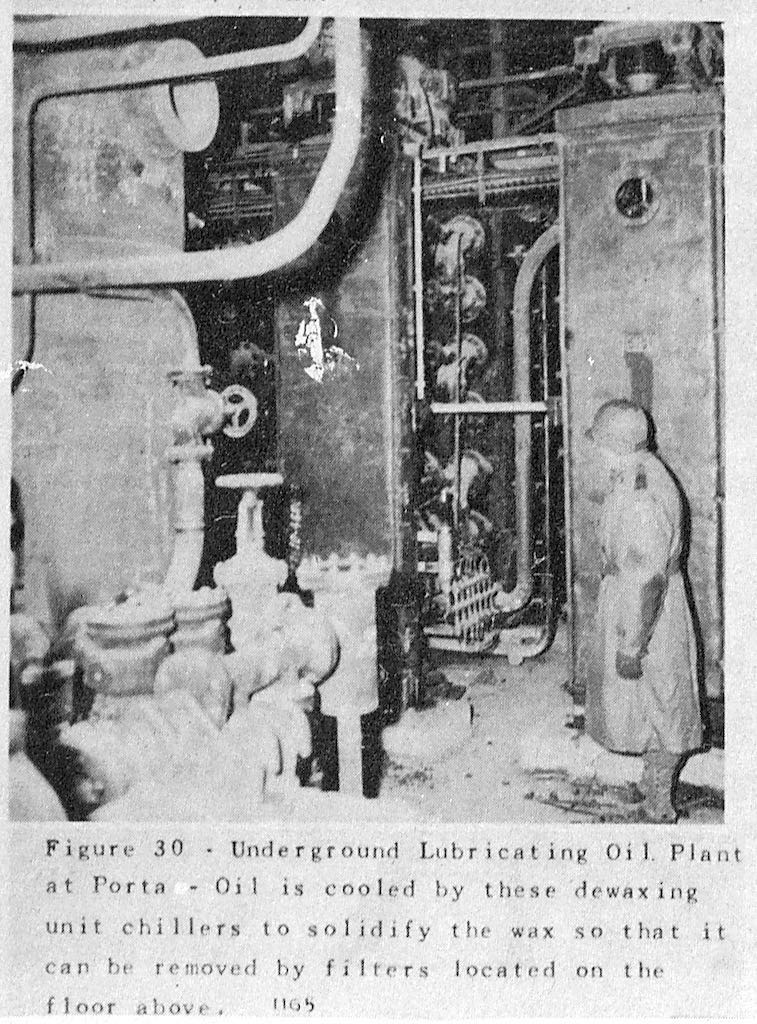 Figure 30 - Underground Lubricating Oil Plant
at Porta - Oil is cooled by these dewaxing
unit chillers to solidify the wax so that it
can be removed by filters located on the
floor above. 1165